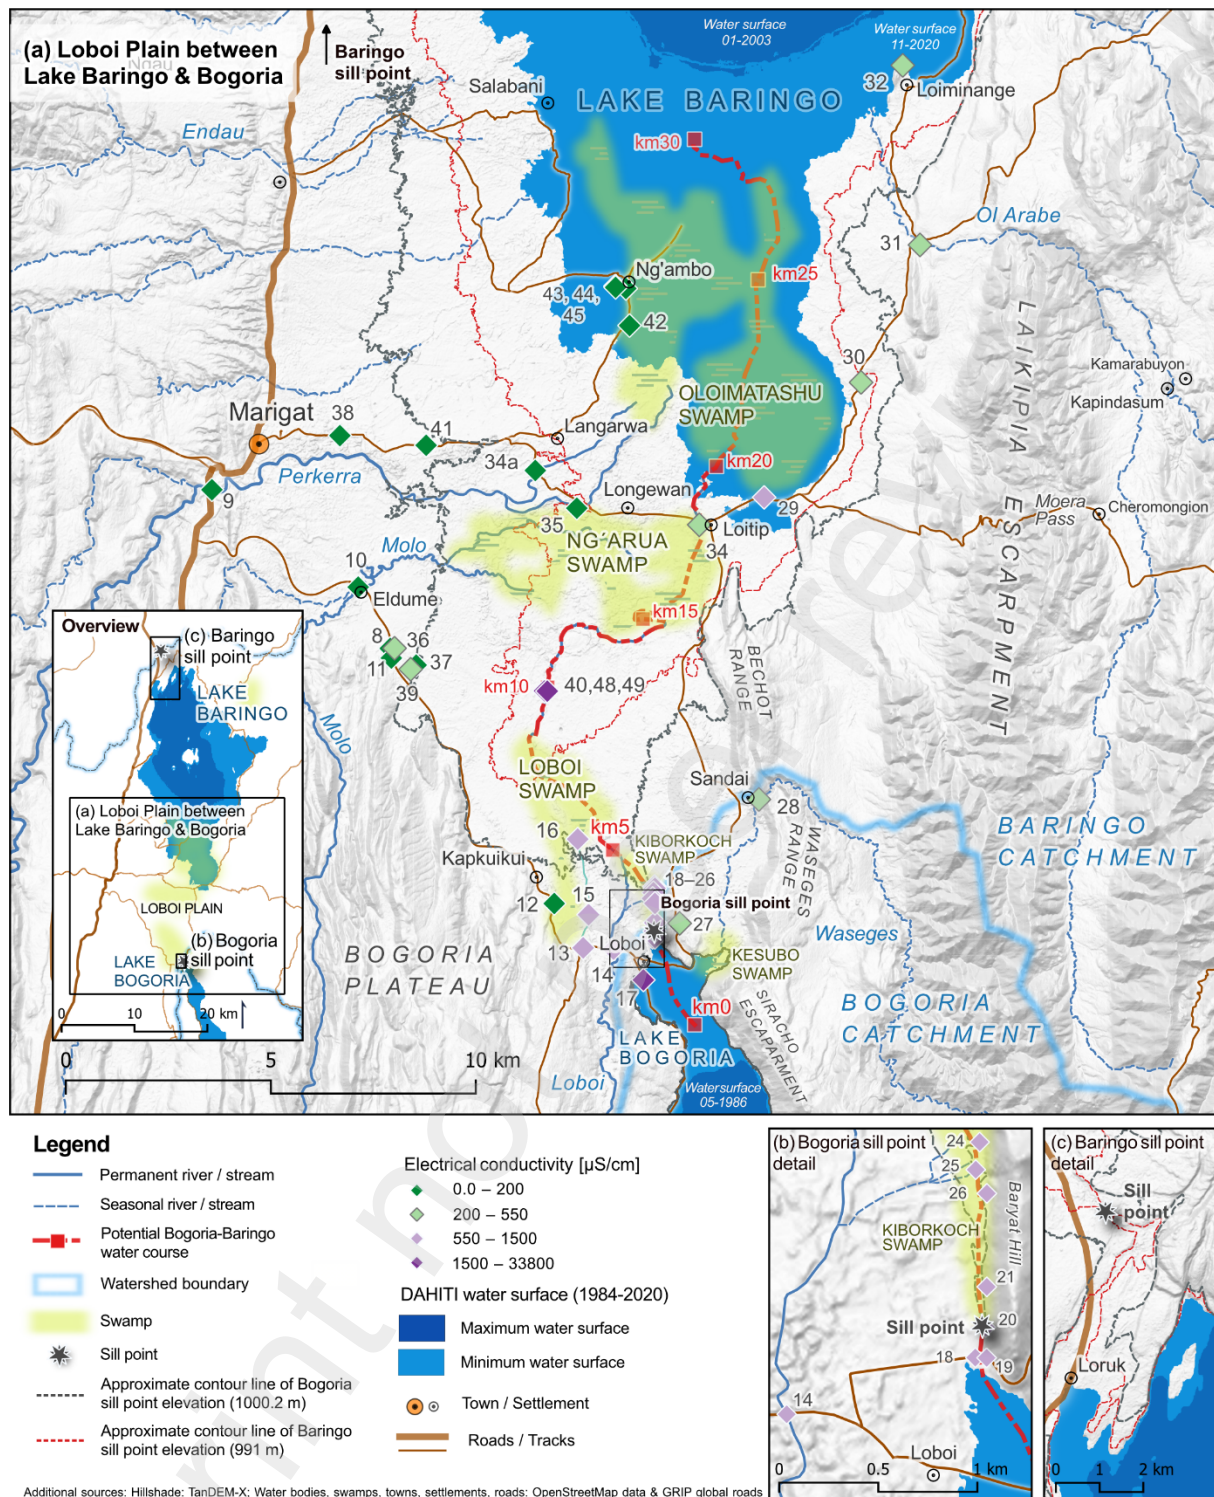 (a) Loboi Plain between
Lake Baringo & Bogoria
Baringo
sill point
Water surface
01-2003
Water surface
11-2020
Salabani
LAKE BARINGO
32
Loiminange
Endau
km30
Ol Arabe
31
Ng'ambo
km25
43, 44,
45
42
LAIKIPIA ESCARPMENT
30
Kamarabuyon
Kapindasum
OLOIMATASHU
SWAMP
Marigat
38
41
Langarwa
34a
km20
Perkerra
9
Longewan
29
Moera
Pass
Cheromongion
35
Loitip
34
NG'ARUA
SWAMP
Molo
10
Eldume
km15
8
36
11
37
39
BECHOT
RANGE
km10
40,48,49
Molo
LOBOI
SWAMP
Sandai
28
16
km5
KIBORKOCH
SWAMP
WASEGES
RANGE
BARINGO
CATCHMENT
Kapkuikui
18–26
15
12
Bogoria sill point
27
13
Loboi
14
17
KESUBO
SWAMP
Waseges
BOGORIA
PLATEAU
km0
SIRACHO
ESCAPARMENT
BOGORIA
CATCHMENT
LAKE
BOGORIA
Loboi
Watersurface
05-1986
Overview
(c) Baringo
sill point
LAKE
BARINGO
(a) Loboi Plain between
Lake Baringo & Bogoria
LOBOI PLAIN
(b) Bogoria
sill point
LAKE
BOGORIA
0 10 20 km
0 5 10 km
Legend
Permanent river / stream
Seasonal river / stream
Potential Bogoria-Baringo
water course
Watershed boundary
Swamp
Sill point
Approximate contour line of Bogoria
sill point elevation (1000.2 m)
Approximate contour line of Baringo
sill point elevation (991 m)
Electrical conductivity [µS/cm]
0.0 – 200
200 – 550
550 – 1500
1500 – 33800
DAHITI water surface (1984-2020)
Maximum water surface
Minimum water surface
Town / Settlement
Roads / Tracks
(b) Bogoria sill point
detail
24
25
26
Baryat Hill
KIBORKOCH
SWAMP
21
20
Sill point
18
19
14
Loboi
0 0.5 1 km
(c) Baringo sill point
detail
Sill
point
Loruk
0 1 2 km
Additional sources: Hillshade: TanDEM-X; Water bodies, swamps, towns, settlements, roads: OpenStreetMap data & GRIP global roads